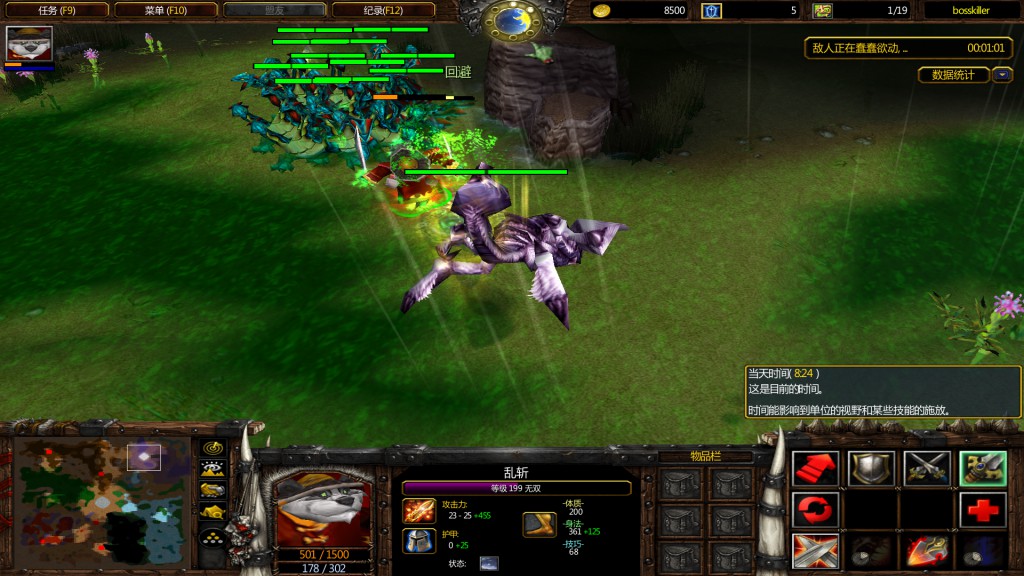 任务(F9)
菜单(F10)
盟友
纪录(F12)
8500
5
1/19
bosskiller
敌人正在蠢蠢欲动, ..
00:01:01
数据统计
回避
当天时间( 8:24 )
这是目前的时间。
时间能影响到单位的视野和某些技能的施放。
乱斩
等级 199 无双
攻击力:
23 - 25 +455
护甲:
0 +25
状态:
-体质-
200
-身法-
361 +125
-技巧-
68
物品栏
501 / 1500
178 / 302